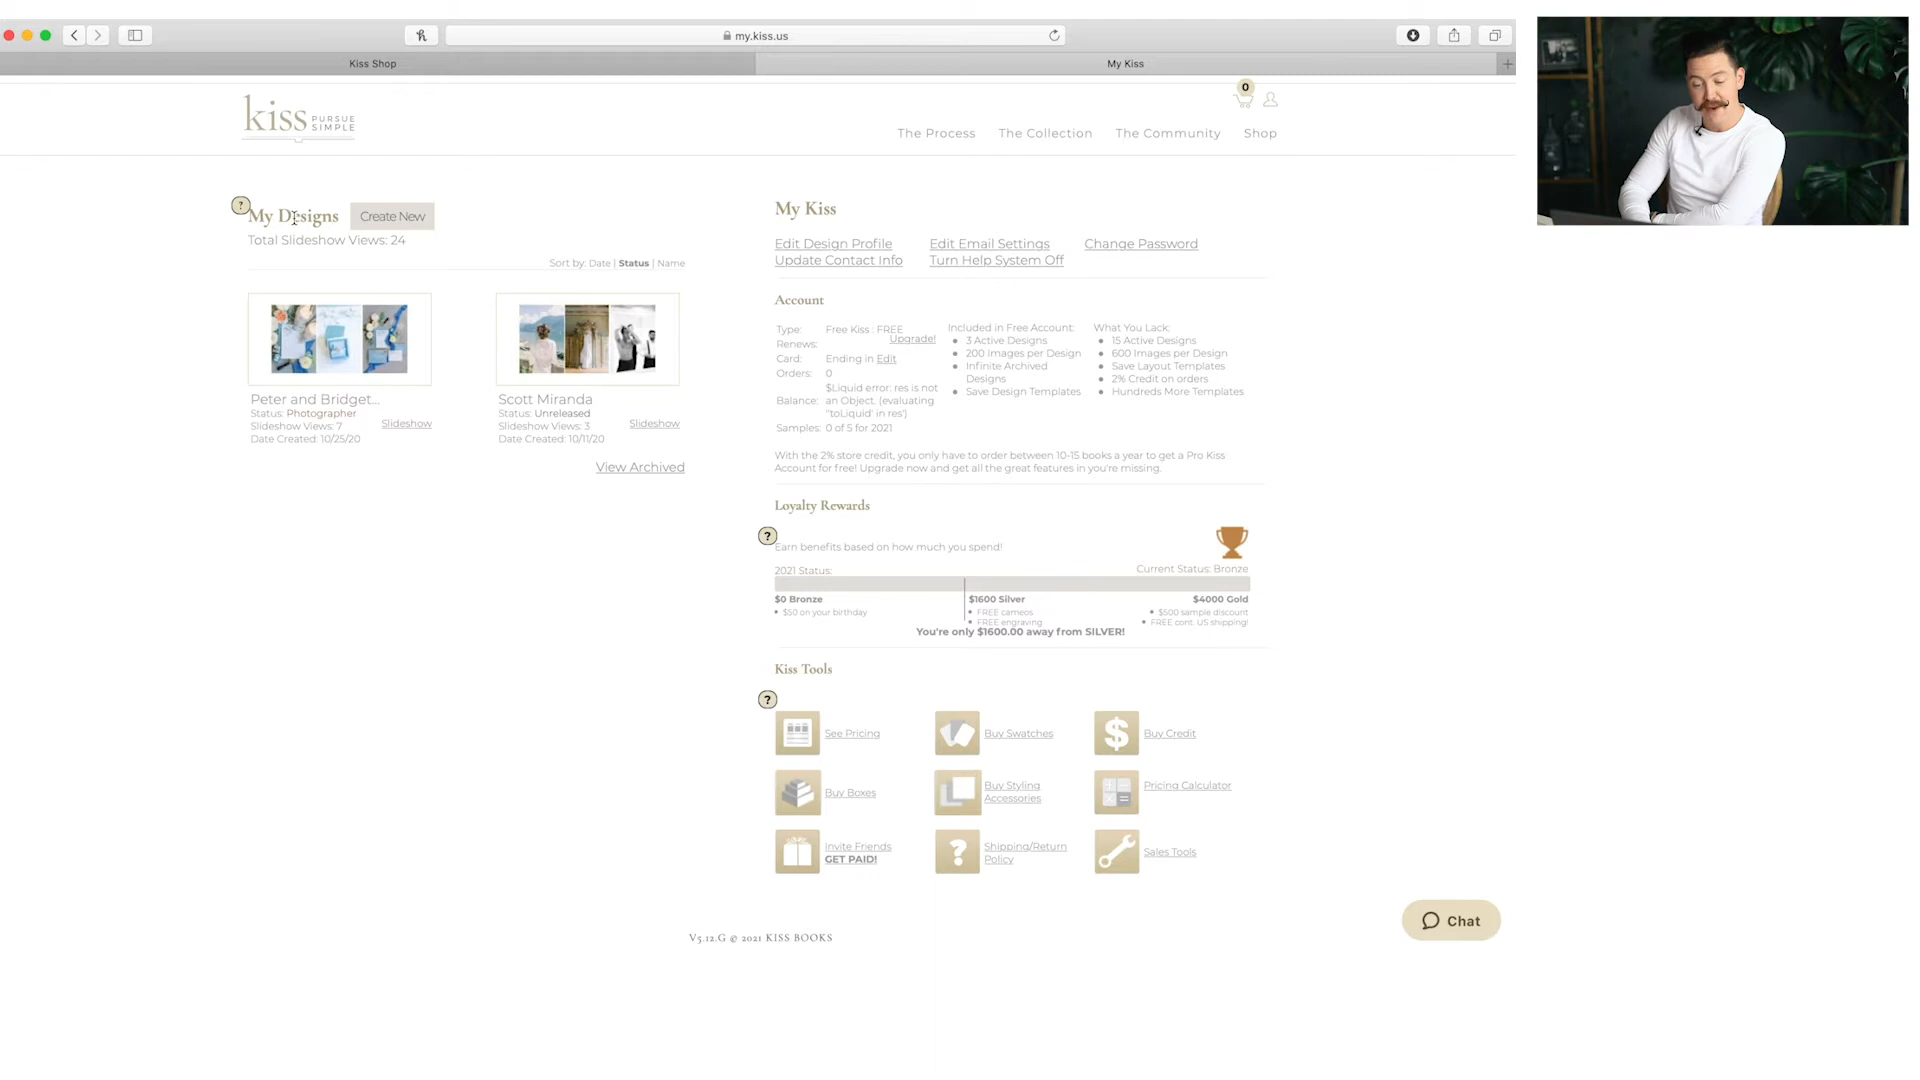 my.kiss.us
Kiss Shop
My Kiss
kiss PURSUE SIMPLE
0
The Process
The Collection
The Community
Shop
?
My Designs
Create New
Total Slideshow Views: 24
Sort by: Date | Status | Name
Peter and Bridget...
Status: Photographer
Slideshow Views: 7
Slideshow
Date Created: 10/25/20
Scott Miranda
Status: Unreleased
Slideshow Views: 3
Slideshow
Date Created: 10/11/20
View Archived
My Kiss
Edit Design Profile
Edit Email Settings
Change Password
Update Contact Info
Turn Help System Off
Account
Type: Free Kiss : FREE
Upgrade!
Renews:
Card: Ending in Edit
Orders: 0
Balance: $Liquid error: res is not
an Object. (evaluating
"toLiquid' in res')
Samples: 0 of 5 for 2021
Included in Free Account:
3 Active Designs
200 Images per Design
Infinite Archived
Designs
Save Design Templates
What You Lack:
15 Active Designs
600 Images per Design
Save Layout Templates
2% Credit on orders
Hundreds More Templates
With the 2% store credit, you only have to order between 10-15 books a year to get a Pro Kiss
Account for free! Upgrade now and get all the great features in you're missing.
Loyalty Rewards
?
Earn benefits based on how much you spend!
2021 Status:
Current Status: Bronze
$0 Bronze
$50 on your birthday
$1600 Silver
FREE cameos
FREE engraving
$4000 Gold
$500 sample discount
FREE cont. US shipping!
You're only $1600.00 away from SILVER!
Kiss Tools
?
See Pricing
Buy Swatches
$
Buy Credit
Buy Boxes
Buy Styling
Accessories
Pricing Calculator
Invite Friends
GET PAID!
?
Shipping/Return
Policy
Sales Tools
Chat
V5.12.G © 2021 KISS BOOKS